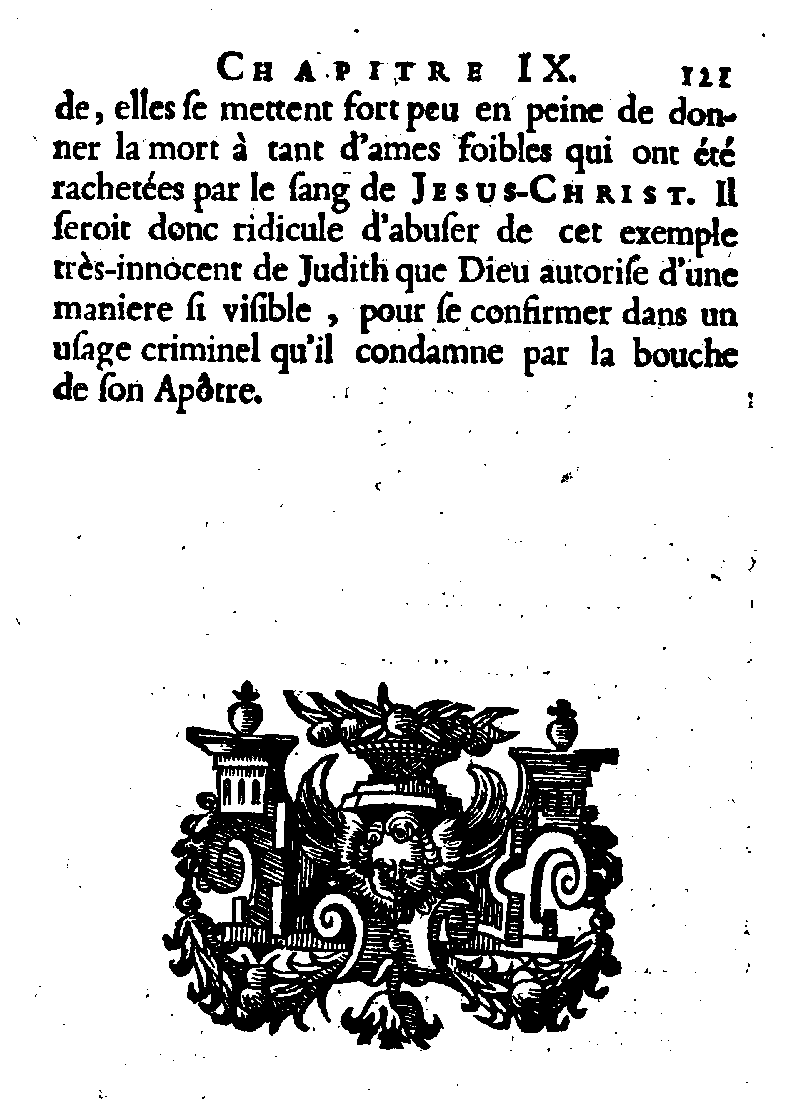 CHAPITRE IX. 121
de, elles ſe mettent fort peu en peine de don-
ner la mort à tant d'ames foibles qui ont été
rachetées par le ſang de JESUS-CHRIST. Il
ſeroit donc ridicule d'abuſer de cet exemple
très-innocent de Judith que Dieu autoriſe d'une
maniere ſi viſible , pour ſe confirmer dans un
uſage criminel qu'il condamne par la bouche
de ſon Apôtre.